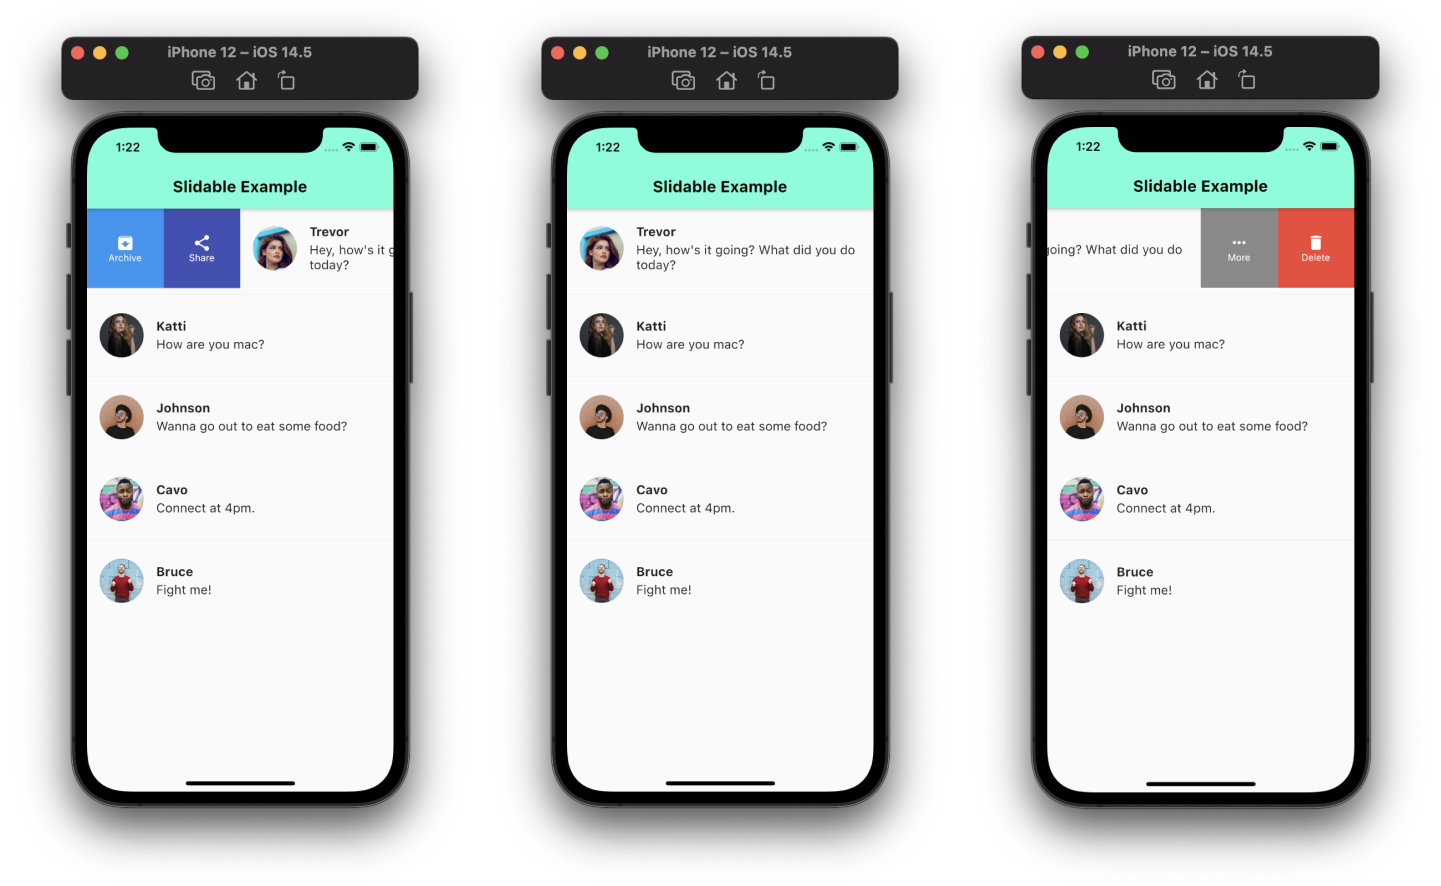 iPhone 12 – iOS 14.5
1:22
Slidable Example
Archive
Share
Trevor
Hey, how's it g
today?
Katti
How are you mac?
Johnson
Wanna go out to eat some food?
Cavo
Connect at 4pm.
Bruce
Fight me!
iPhone 12 – iOS 14.5
1:22
Slidable Example
Trevor
Hey, how's it going? What did you do
today?
Katti
How are you mac?
Johnson
Wanna go out to eat some food?
Cavo
Connect at 4pm.
Bruce
Fight me!
iPhone 12 – iOS 14.5
1:22
Slidable Example
going? What did you do
More
Delete
Katti
How are you mac?
Johnson
Wanna go out to eat some food?
Cavo
Connect at 4pm.
Bruce
Fight me!